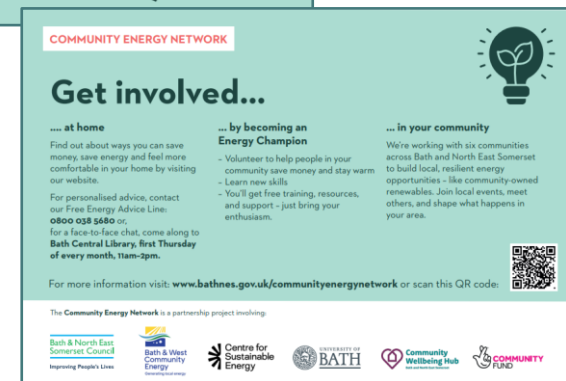 COMMUNITY ENERGY NETWORK
Get involved...
.... at home
Find out about ways you can save
money, save energy and feel more
comfortable in your home by visiting
our website.
For personalised advice, contact
our Free Energy Advice Line:
0800 038 5680 or,
for a face-to-face chat, come along to
Bath Central Library, first Thursday
of every month, 11am-2pm.
... by becoming an
Energy Champion
– Volunteer to help people in your
community save money and stay warm
– Learn new skills
– You'll get free training, resources,
and support – just bring your
enthusiasm.
... in your community
We're working with six communities
across Bath and North East Somerset
to build local, resilient energy
opportunities – like community-owned
renewables. Join local events, meet
others, and shape what happens in
your area.
For more information visit: www.bathnes.gov.uk/communityenergynetwork or scan this QR code:
The Community Energy Network is a partnership project involving:
Bath & North East
Somerset Council
Improving People's Lives
Bath & West
Community
Energy
Centre for
Sustainable
Energy
UNIVERSITY OF
BATH
Community
Wellbeing Hub
COMMUNITY
FUND